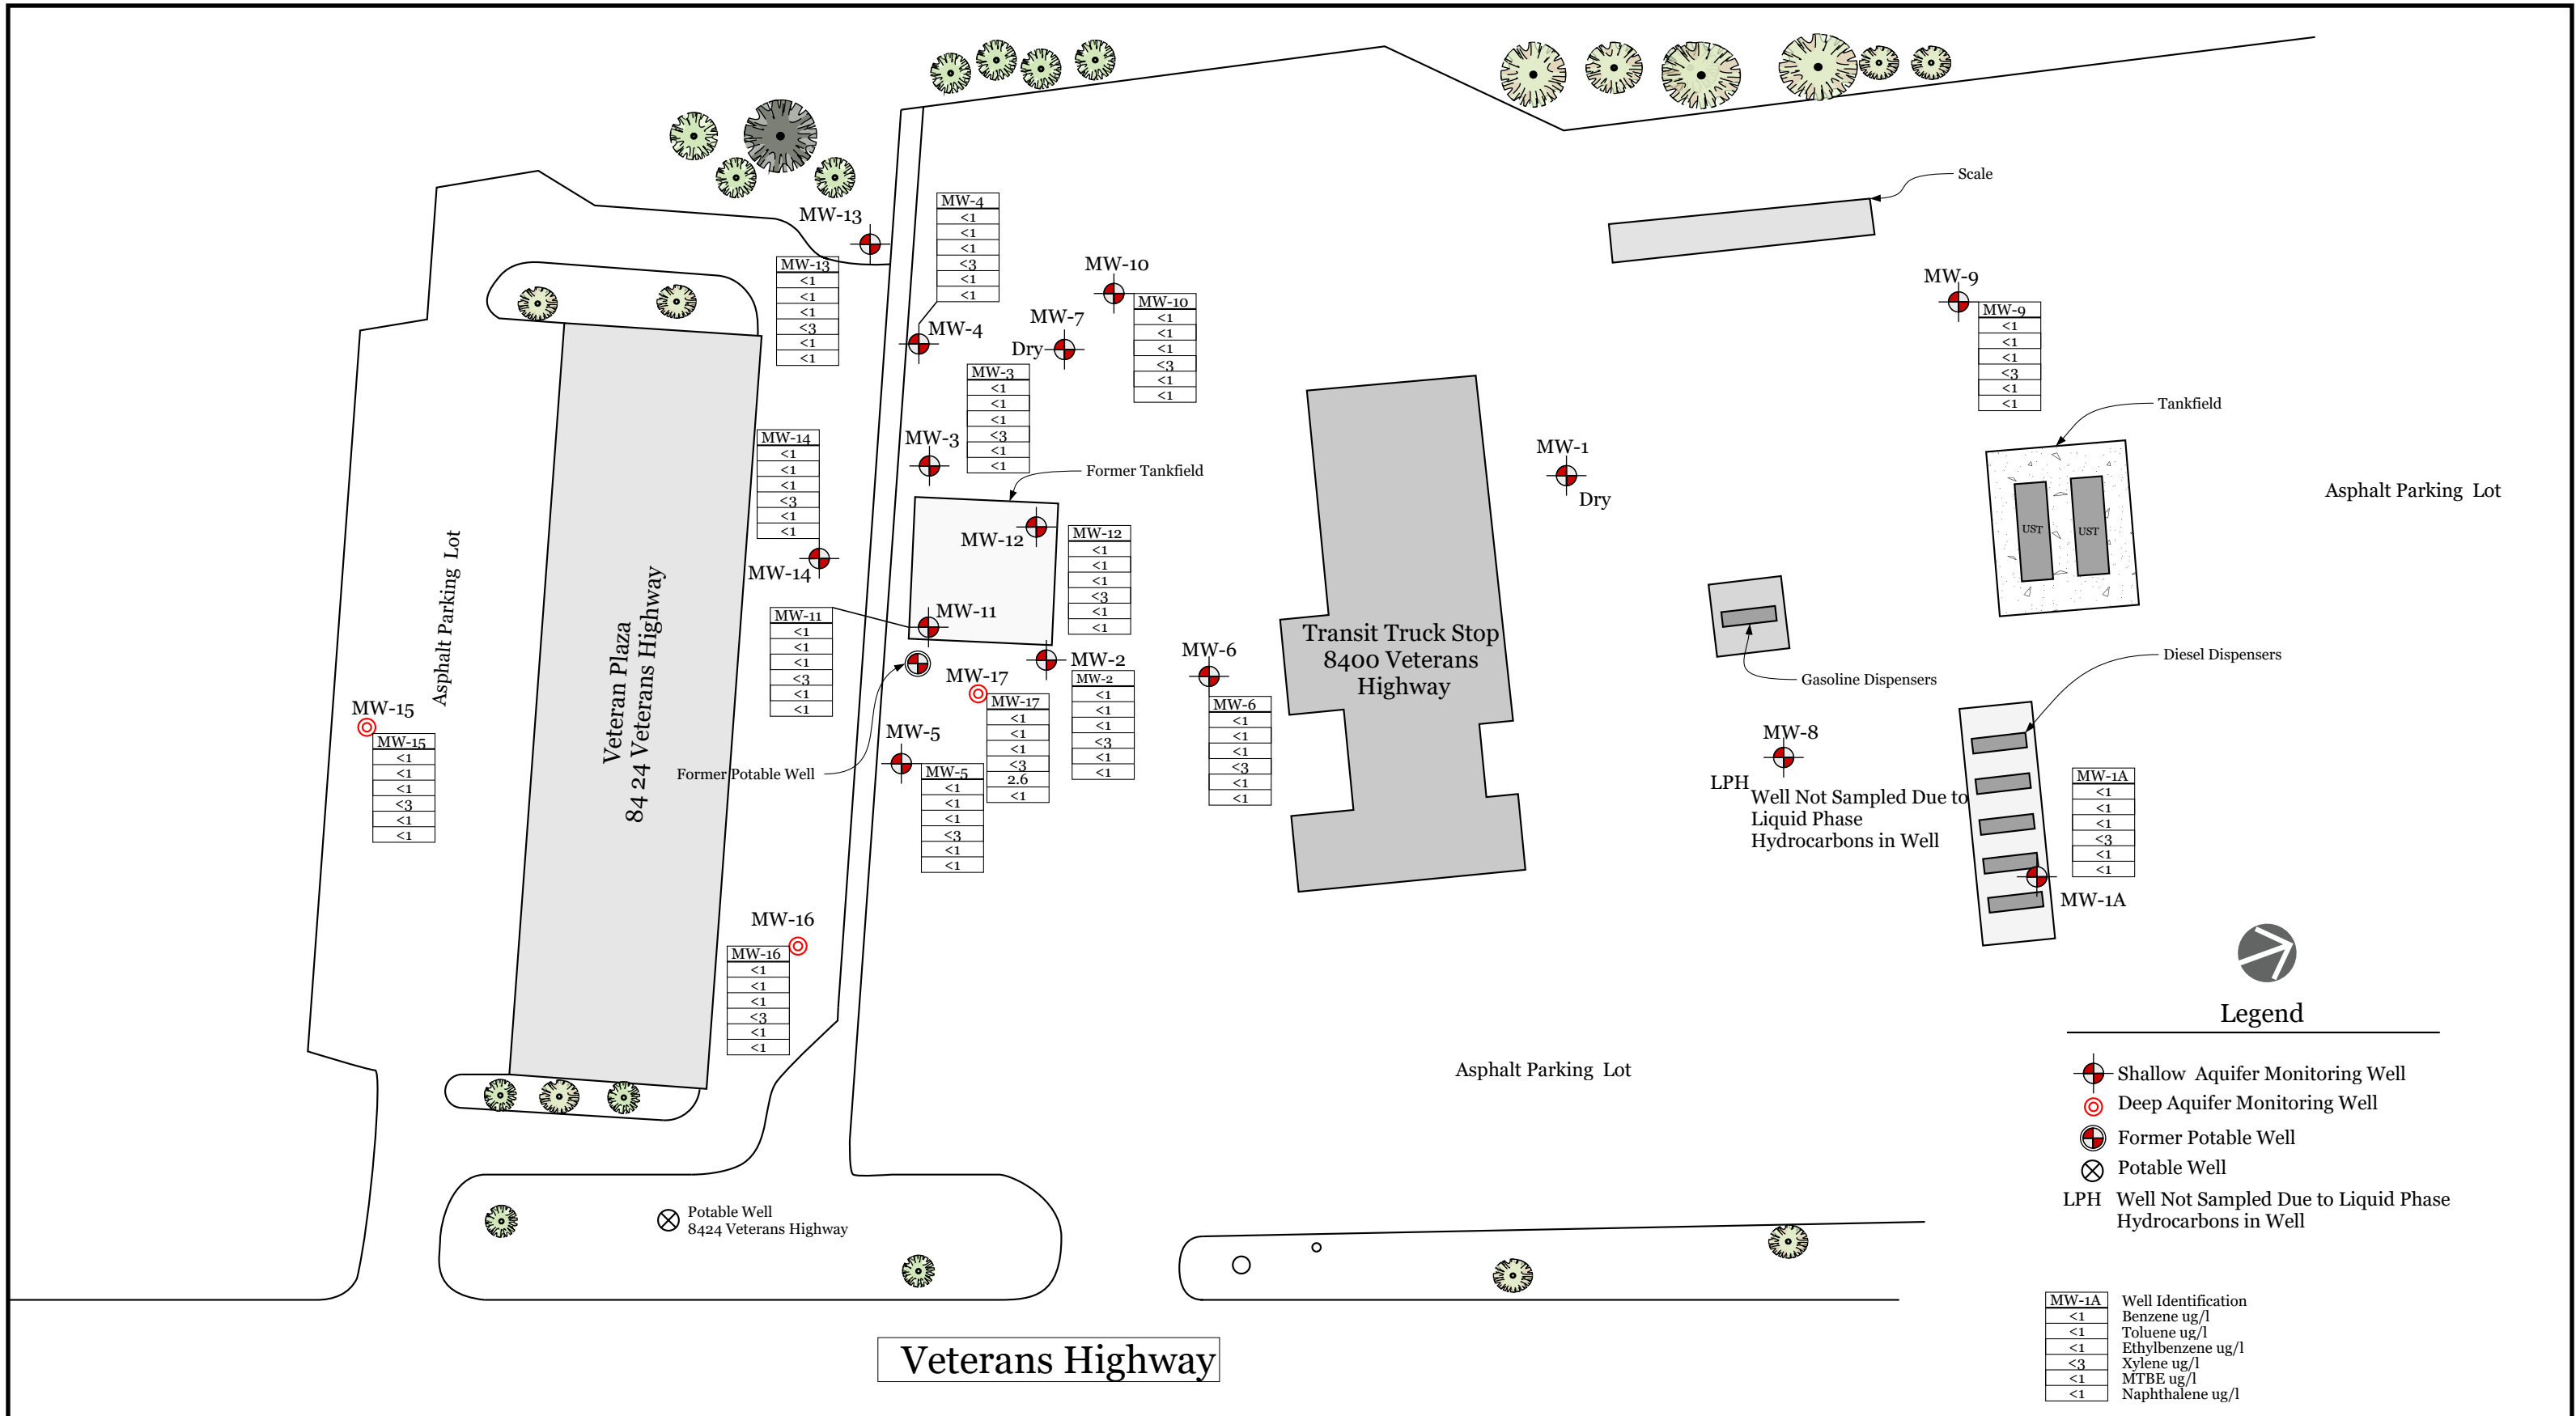 Scale
MW-13
MW-13
<1
<1
<1
<3
<1
<1
MW-4
<1
<1
<1
<3
<1
<1
MW-4
MW-10
MW-10
<1
<1
<1
<3
<1
<1
MW-7
Dry
MW-9
MW-9
<1
<1
<1
<3
<1
<1
MW-3
<1
<1
<1
<3
<1
<1
MW-3
Former Tankfield
MW-14
<1
<1
<1
<3
<1
<1
MW-14
MW-12
MW-12
<1
<1
<1
<3
<1
<1
MW-1
Dry
Tankfield
UST
UST
Asphalt Parking Lot
Asphalt Parking Lot
Veteran Plaza
84 24 Veterans Highway
MW-11
MW-11
<1
<1
<1
<3
<1
<1
Former Potable Well
MW-2
MW-2
<1
<1
<1
<3
<1
<1
MW-17
MW-17
<1
<1
<1
<3
2.6
<1
MW-6
MW-6
<1
<1
<1
<3
<1
<1
MW-5
MW-5
<1
<1
<1
<3
<1
<1
MW-15
MW-15
<1
<1
<1
<3
<1
<1
MW-16
MW-16
<1
<1
<1
<3
<1
<1
Transit Truck Stop
8400 Veterans
Highway
Gasoline Dispensers
Diesel Dispensers
MW-8
LPH
Well Not Sampled Due to
Liquid Phase
Hydrocarbons in Well
MW-1A
<1
<1
<1
<3
<1
<1
MW-1A
Asphalt Parking Lot
Potable Well
8424 Veterans Highway
Veterans Highway
Legend
Shallow Aquifer Monitoring Well
Deep Aquifer Monitoring Well
Former Potable Well
Potable Well
LPH Well Not Sampled Due to Liquid Phase
Hydrocarbons in Well
MW-1A Well Identification
<1 Benzene ug/l
<1 Toluene ug/l
<1 Ethylbenzene ug/l
<3 Xylene ug/l
<1 MTBE ug/l
<1 Naphthalene ug/l